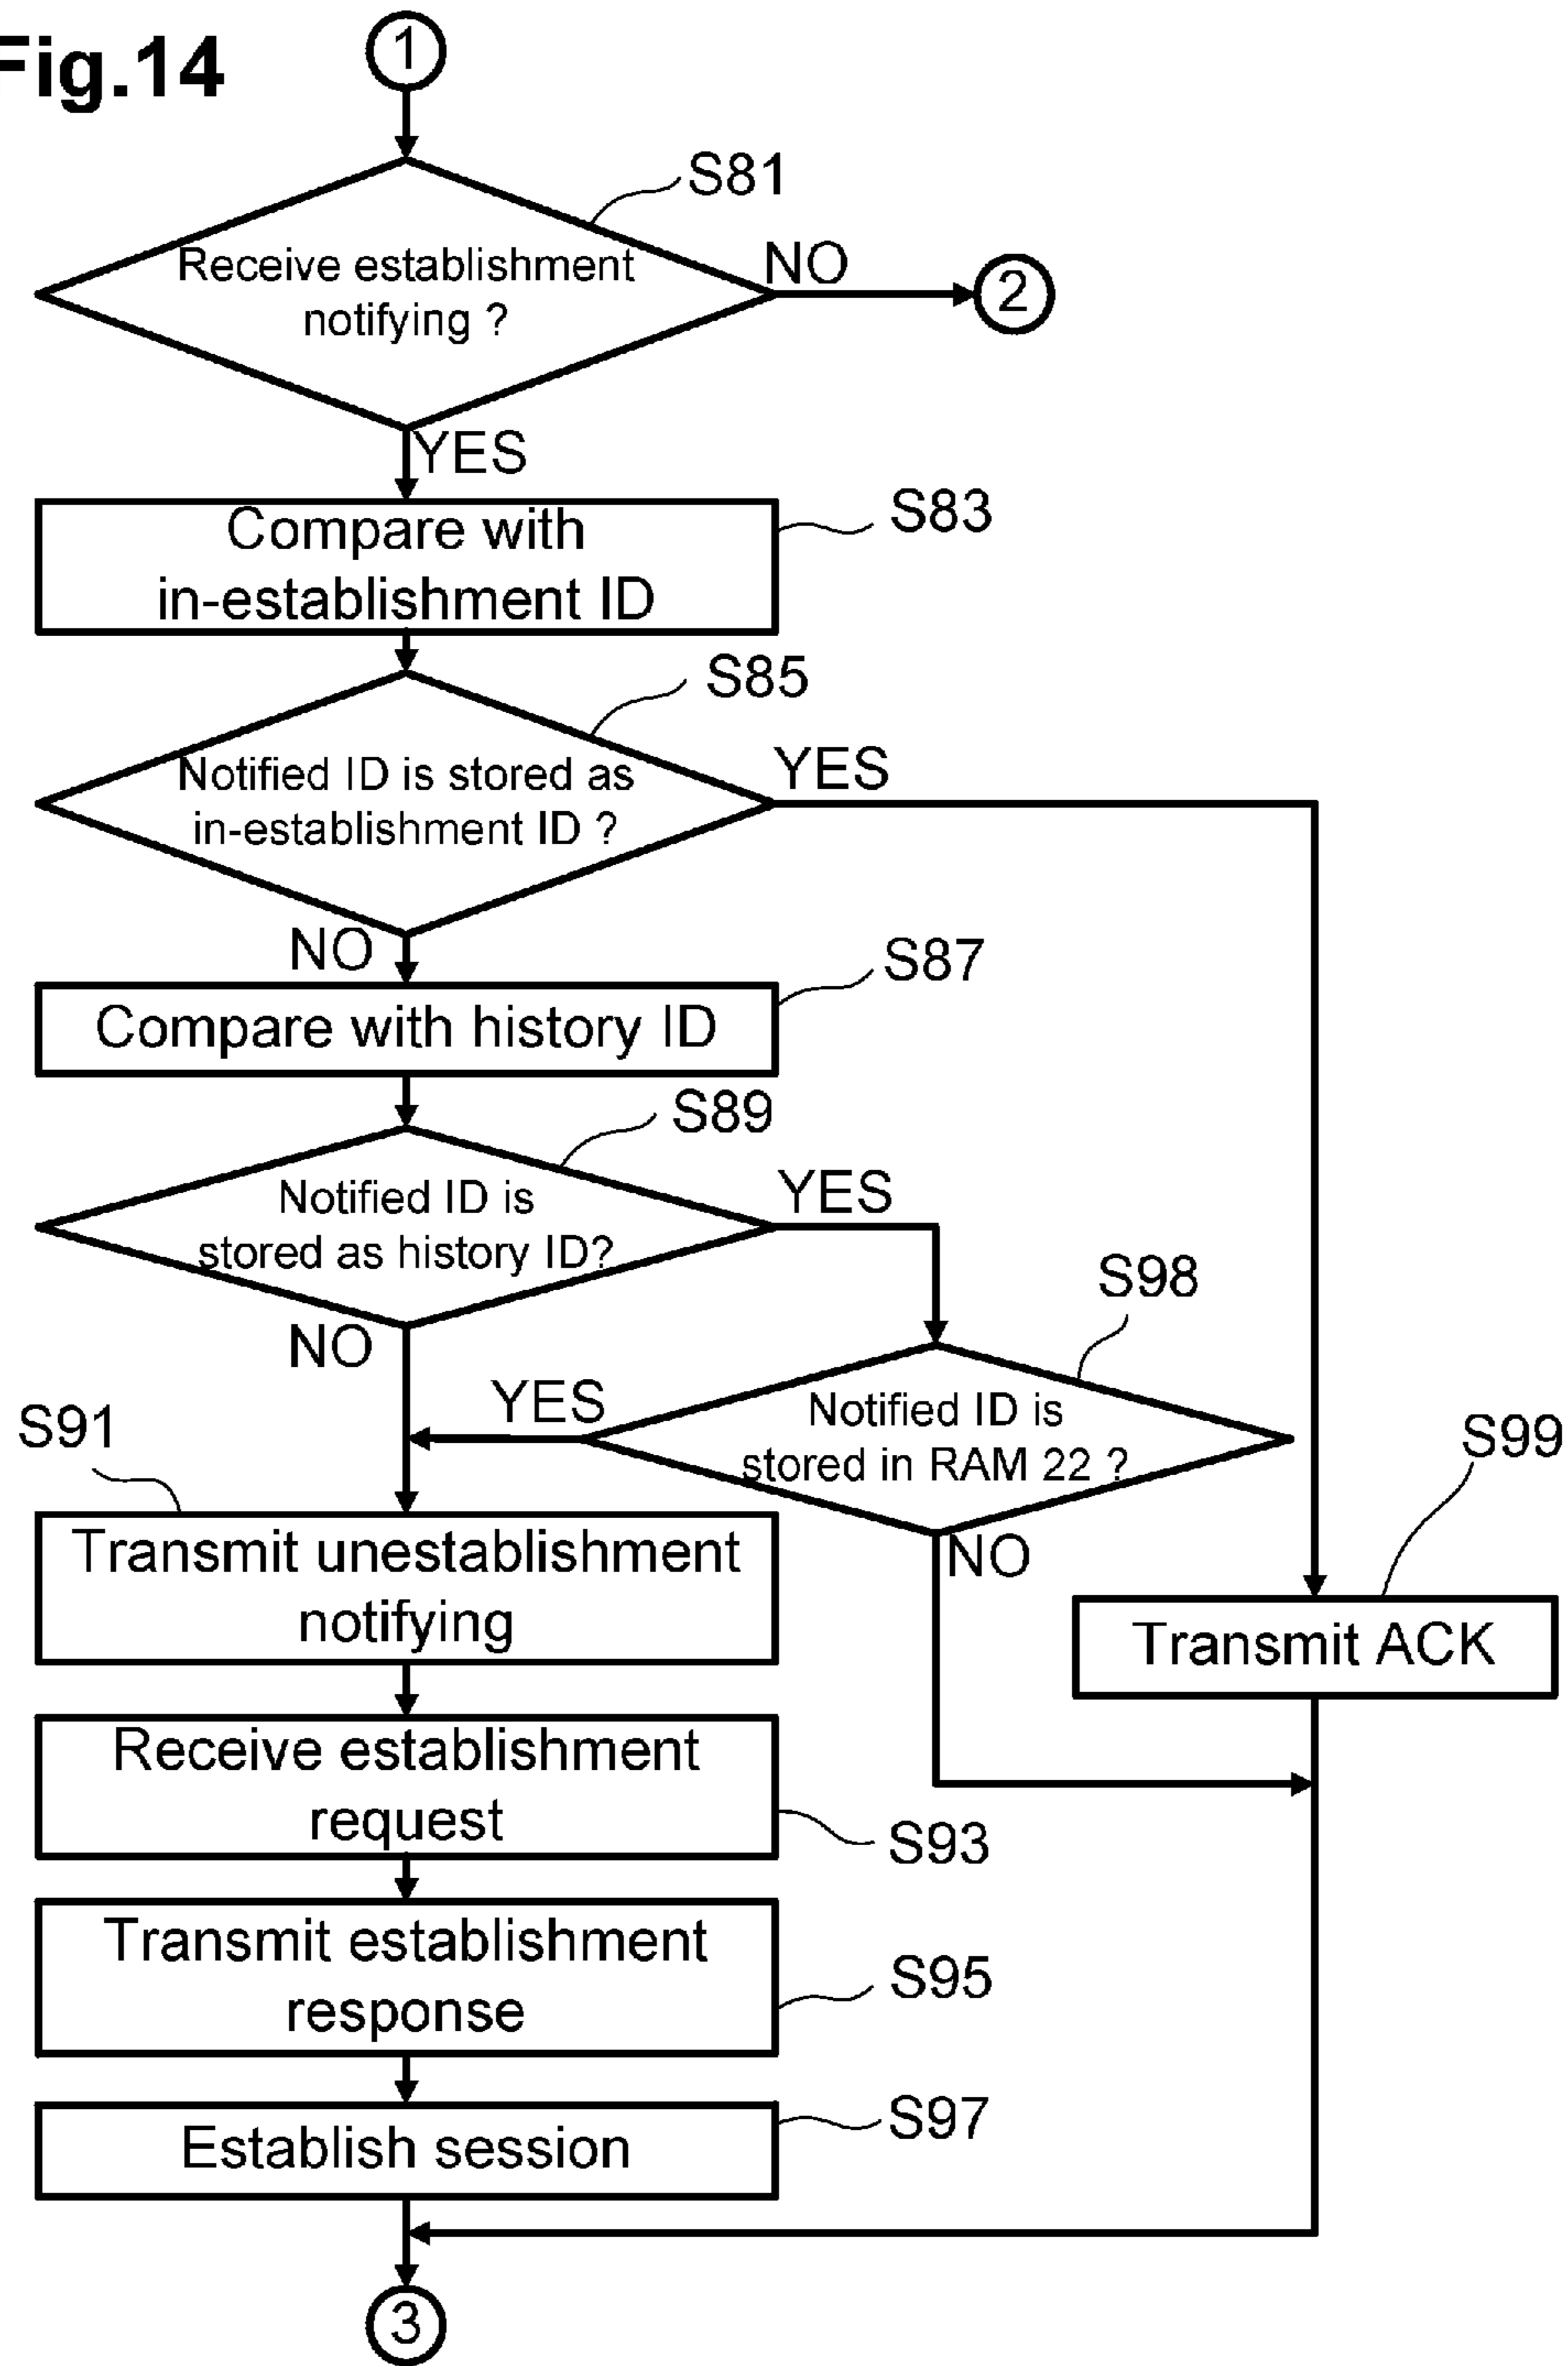 Fig.14
1
S81
Receive establishment
notifying ?
NO
2
YES
S83
Compare with
in-establishment ID
S85
Notified ID is stored as
in-establishment ID ?
YES
NO
S87
Compare with history ID
S89
Notified ID is
stored as history ID?
YES
NO
S98
Notified ID is
stored in RAM 22 ?
YES
NO
S91
Transmit unestablishment
notifying
S99
Transmit ACK
Receive establishment
request
S93
Transmit establishment
response
S95
Establish session
S97
3